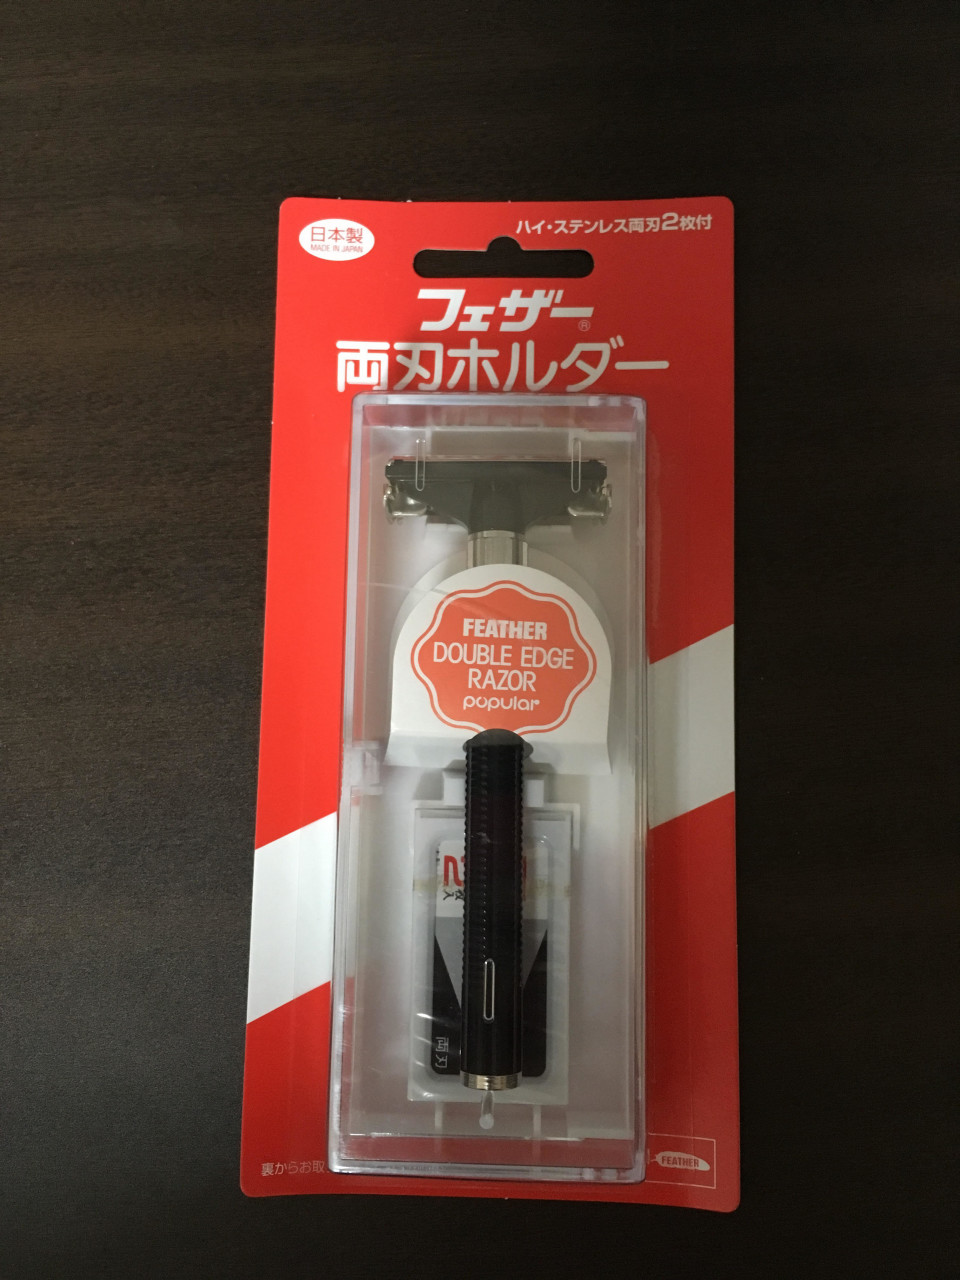 日本製
MADE IN JAPAN
ハイ・ステンレス両刃2枚付
フェザー®
両刃ホルダー
FEATHER
DOUBLE EDGE
RAZOR
popular
2
両刃
裏からお取
FEATHER